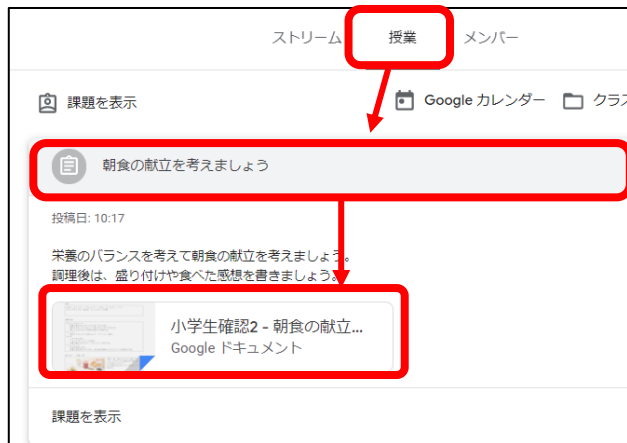 ストリーム 授業 メンバー
課題を表示 Google カレンダー クラス
朝食の献立を考えましょう
投稿日: 10:17
栄養のバランスを考えて朝食の献立を考えましょう。
調理後は、盛り付けや食べた感想を書きましょう。
小学生確認2 - 朝食の献立...
Google ドキュメント
課題を表示